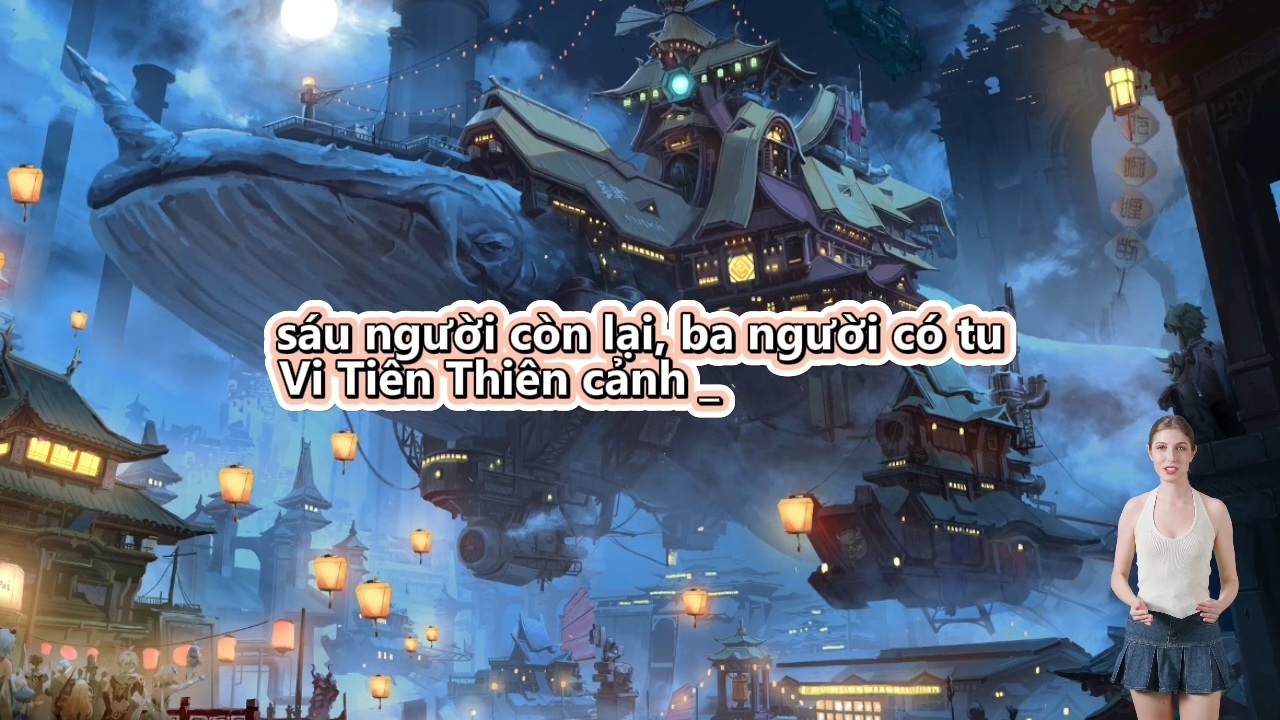 sáu người còn lại, ba người có tu
Vi Tiên Thiên cảnh _